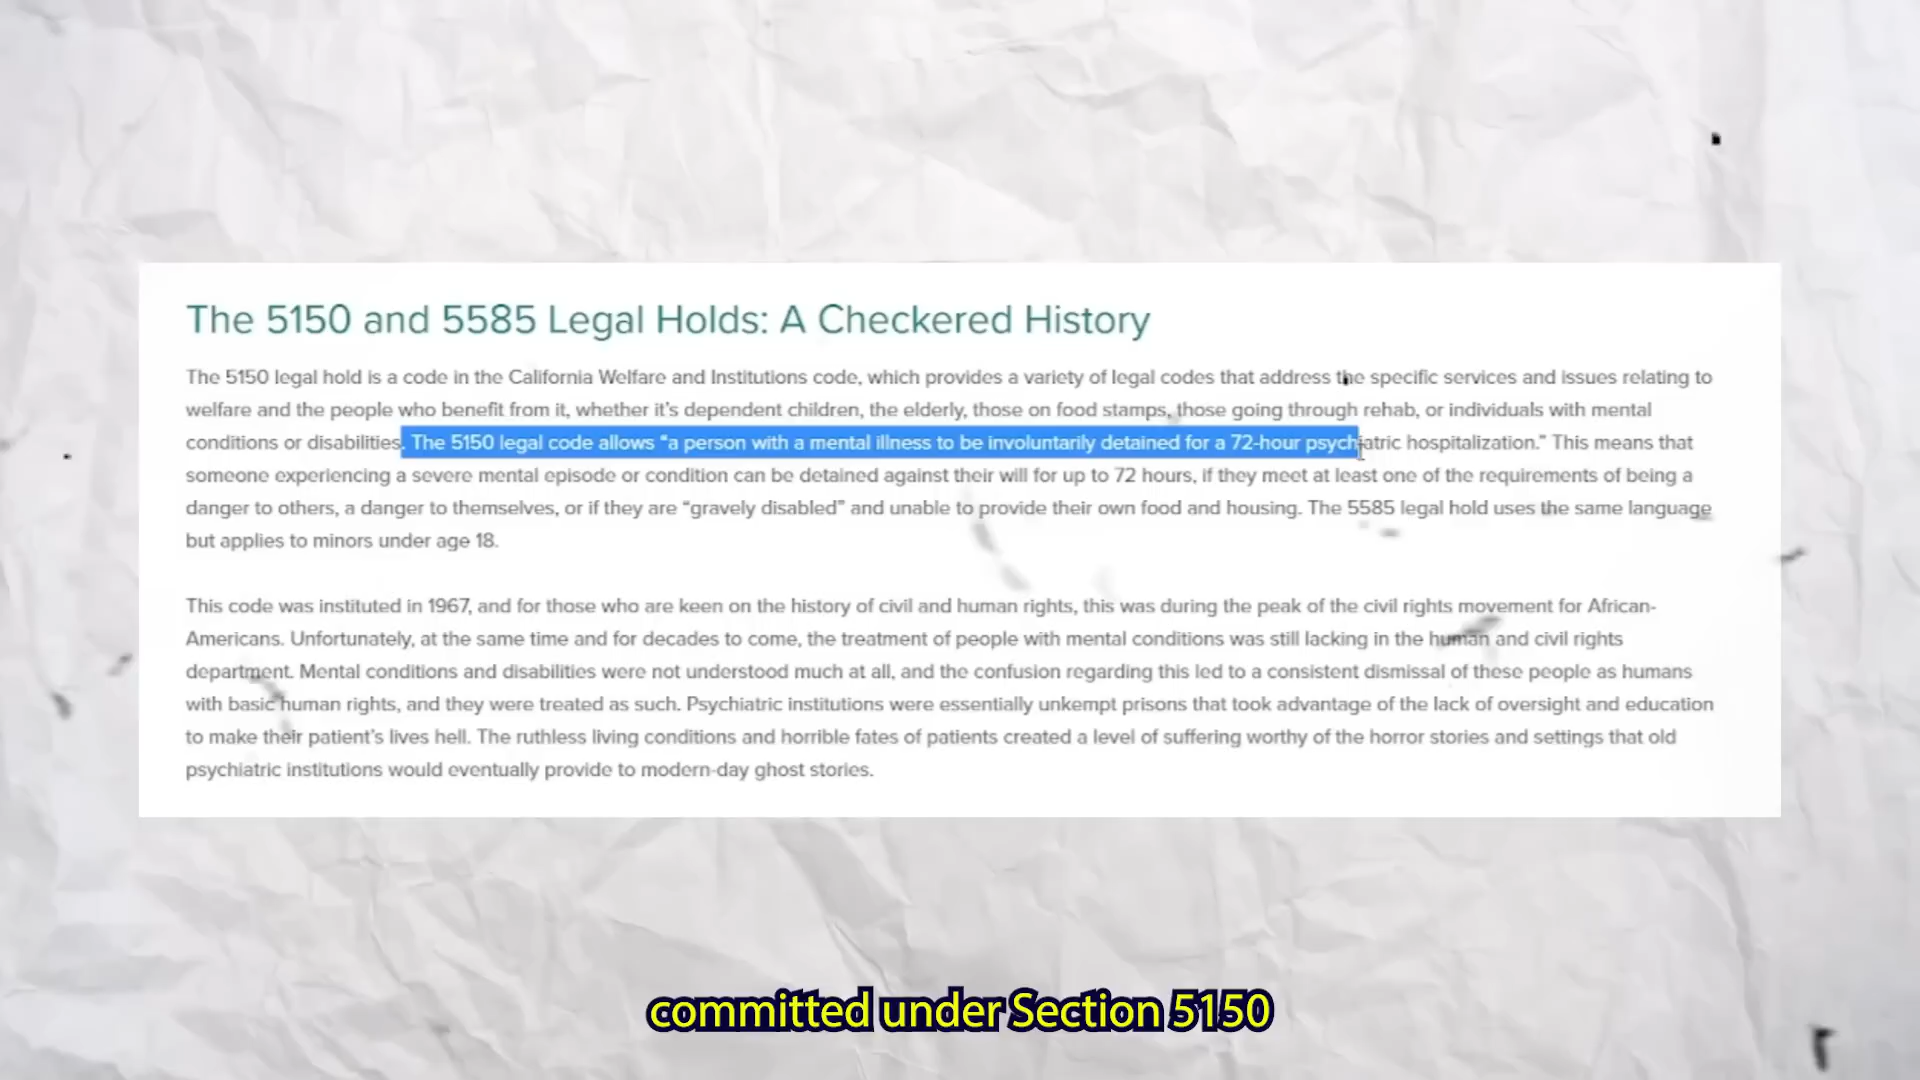 The 5150 and 5585 Legal Holds: A Checkered History
The 5150 legal hold is a code in the California Welfare and Institutions code, which provides a variety of legal codes that address the specific services and issues relating to
welfare and the people who benefit from it, whether it's dependent children, the elderly, those on food stamps, those going through rehab, or individuals with mental
conditions or disabilities. The 5150 legal code allows “a person with a mental illness to be involuntarily detained for a 72-hour psychiatric hospitalization.” This means that
someone experiencing a severe mental episode or condition can be detained against their will for up to 72 hours, if they meet at least one of the requirements of being a
danger to others, a danger to themselves, or if they are “gravely disabled” and unable to provide their own food and housing. The 5585 legal hold uses the same language
but applies to minors under age 18.
This code was instituted in 1967, and for those who are keen on the history of civil and human rights, this was during the peak of the civil rights movement for African-
Americans. Unfortunately, at the same time and for decades to come, the treatment of people with mental conditions was still lacking in the human and civil rights
department. Mental conditions and disabilities were not understood much at all, and the confusion regarding this led to a consistent dismissal of these people as humans
with basic human rights, and they were treated as such. Psychiatric institutions were essentially unkempt prisons that took advantage of the lack of oversight and education
to make their patient's lives hell. The ruthless living conditions and horrible fates of patients created a level of suffering worthy of the horror stories and settings that old
psychiatric institutions would eventually provide to modern-day ghost stories.
committed under Section 5150